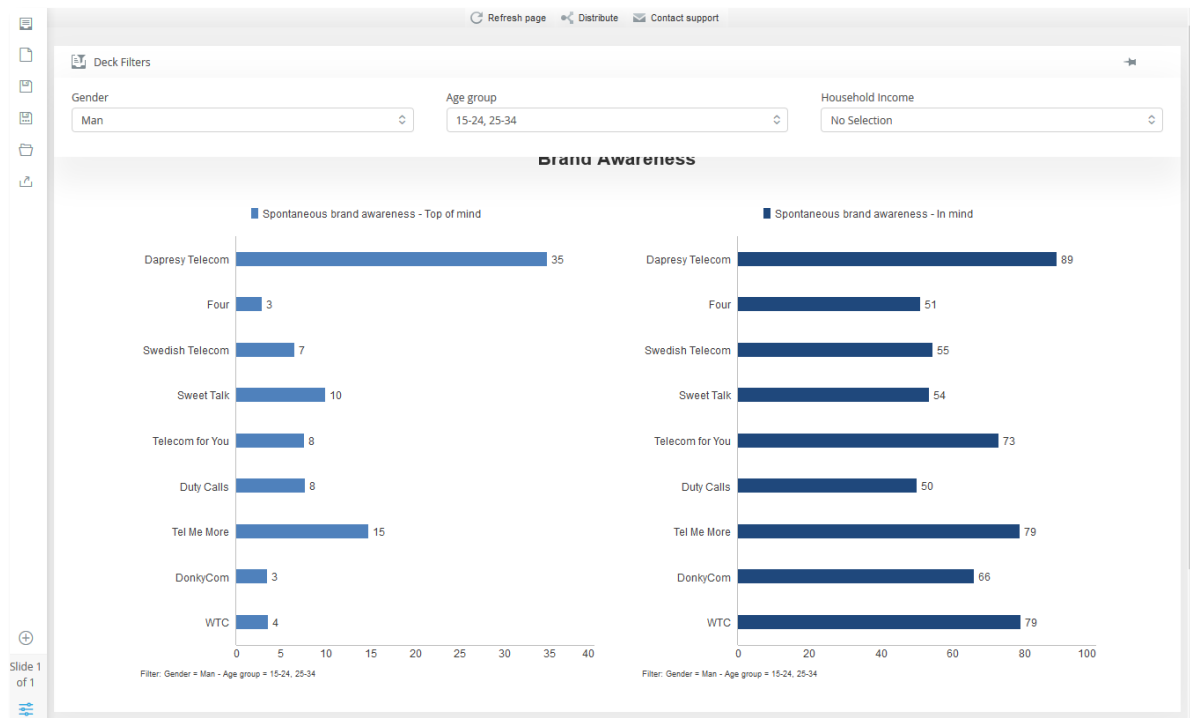 Refresh page Distribute Contact support
Deck Filters
Gender Age group Household Income
Man 15-24, 25-34 No Selection
Brand Awareness
Spontaneous brand awareness - Top of mind
Dapresy Telecom 35
Four 3
Swedish Telecom 7
Sweet Talk 10
Telecom for You 8
Duty Calls 8
Tel Me More 15
DonkyCom 3
WTC 4
0 5 10 15 20 25 30 35 40
Filter: Gender = Man - Age group = 15-24, 25-34
Spontaneous brand awareness - In mind
Dapresy Telecom 89
Four 51
Swedish Telecom 55
Sweet Talk 54
Telecom for You 73
Duty Calls 50
Tel Me More 79
DonkyCom 66
WTC 79
0 20 40 60 80 100
Filter: Gender = Man - Age group = 15-24, 25-34
Slide 1
of 1